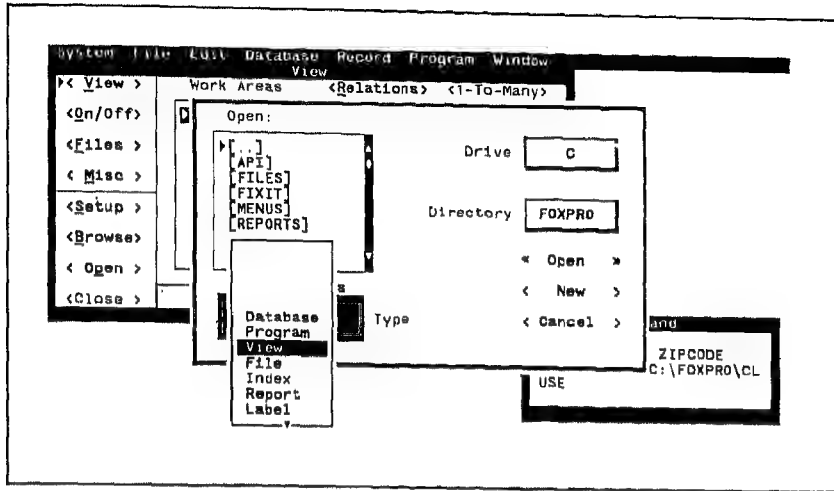 System File Edit Database Record Program Window
View
< View >
Work Areas <Relations> <1-To-Many>
<On/Off>
<Files>
< Misc >
<Setup >
<Browse>
< Open >
<Close >
Open:
[..]
[API]
[FILES]
[FIXIT]
[MENUS]
[REPORTS]
Drive C
Directory FOXPRO
« Open »
< New >
< Cancel >
s
Type
Database
Program
View
File
Index
Report
Label
and
ZIPCODE
C:\FOXPRO\CL
USE